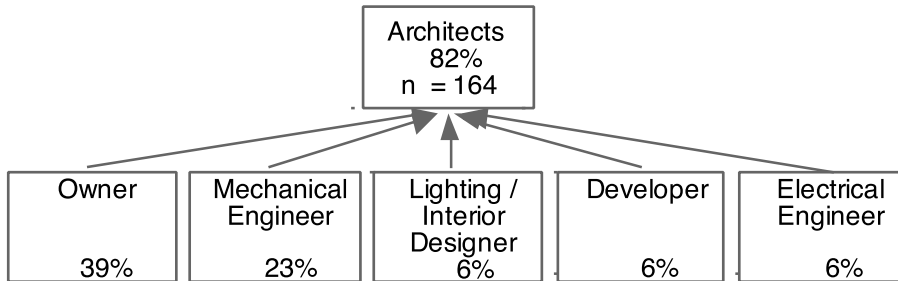 Architects
82%
n = 164
Owner
39%
Mechanical
Engineer
23%
Lighting /
Interior
Designer
6%
Developer
6%
Electrical
Engineer
6%